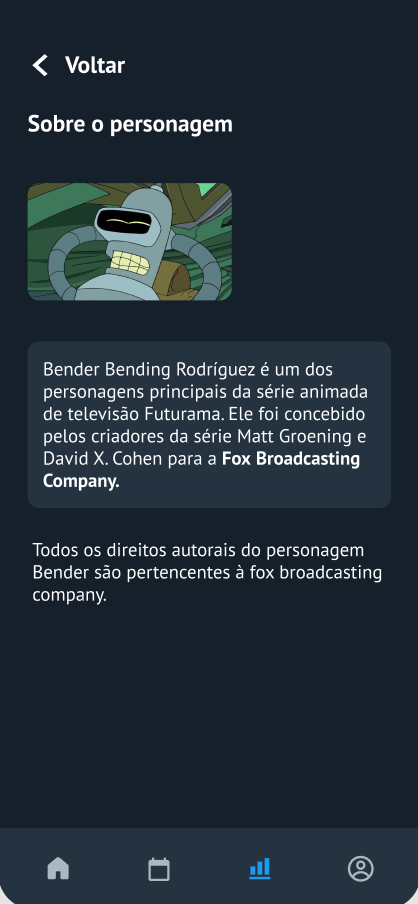 Voltar
Sobre o personagem
Bender Bending Rodríguez é um dos
personagens principais da série animada
de televisão Futurama. Ele foi concebido
pelos criadores da série Matt Groening e
David X. Cohen para a Fox Broadcasting
Company.
Todos os direitos autorais do personagem
Bender são pertencentes à fox broadcasting
company.